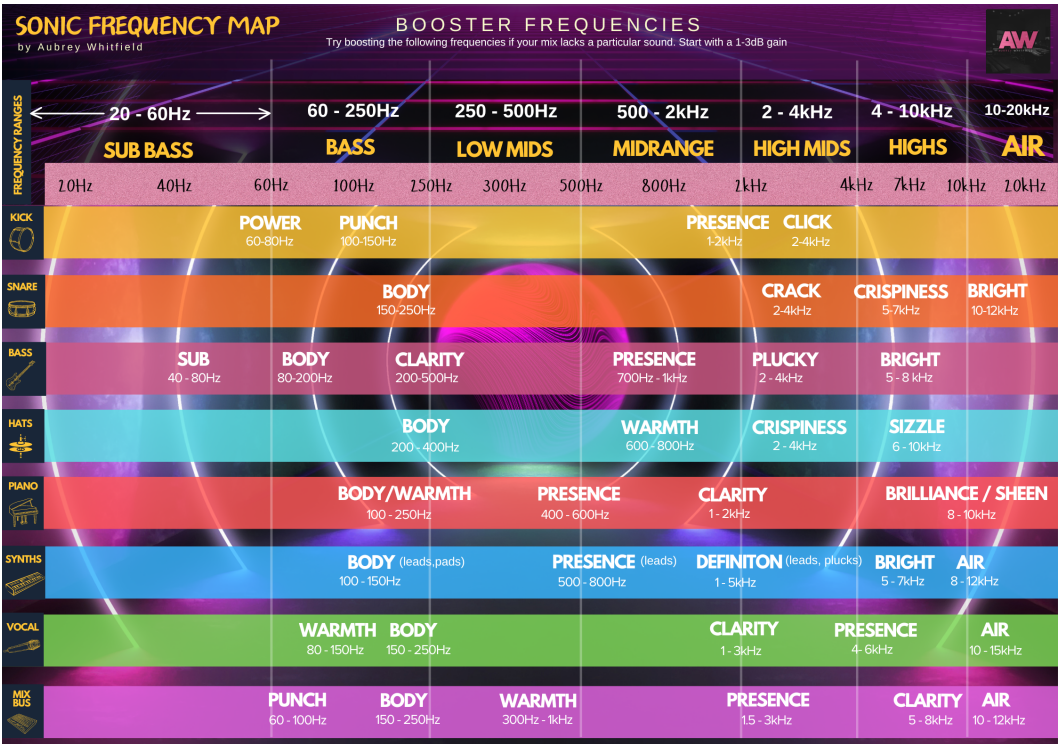 SONIC FREQUENCY MAP
by Aubrey Whitfield
BOOSTER FREQUENCIES
Try boosting the following frequencies if your mix lacks a particular sound. Start with a 1-3dB gain
AW
FREQUENCY RANGES
20 - 60Hz 60 - 250Hz 250 - 500Hz 500 - 2kHz 2 - 4kHz 4 - 10kHz 10-20kHz
SUB BASS BASS LOW MIDS MIDRANGE HIGH MIDS HIGHS AIR
20Hz 40Hz 60Hz 100Hz 250Hz 300Hz 500Hz 800Hz 2kHz 4kHz 7kHz 10kHz 20kHz
KICK
POWER PUNCH PRESENCE CLICK
60-80Hz 100-150Hz 1-2kHz 2-4kHz
SNARE
BODY CRACK CRISPINESS BRIGHT
150-250Hz 2-4kHz 5-7kHz 10-12kHz
BASS
SUB BODY CLARITY PRESENCE PLUCKY BRIGHT
40 - 80Hz 80-200Hz 200-500Hz 700Hz - 1kHz 2 - 4kHz 5 - 8 kHz
HATS
BODY WARMTH CRISPINESS SIZZLE
200 - 400Hz 600 - 800Hz 2 - 4kHz 6 - 10kHz
PIANO
BODY/WARMTH PRESENCE CLARITY BRILLIANCE / SHEEN
100 - 250Hz 400 - 600Hz 1 - 2kHz 8 - 10kHz
SYNTHS
BODY (leads,pads) PRESENCE (leads) DEFINITON (leads, plucks) BRIGHT AIR
100 - 150Hz 500 - 800Hz 1 - 5kHz 5 - 7kHz 8 - 12kHz
VOCAL
WARMTH BODY CLARITY PRESENCE AIR
80 - 150Hz 150 - 250Hz 1 - 3kHz 4- 6kHz 10 - 15kHz
MIX BUS
PUNCH BODY WARMTH PRESENCE CLARITY AIR
60 - 100Hz 150 - 250Hz 300Hz - 1kHz 1.5 - 3kHz 5 - 8kHz 10 - 12kHz